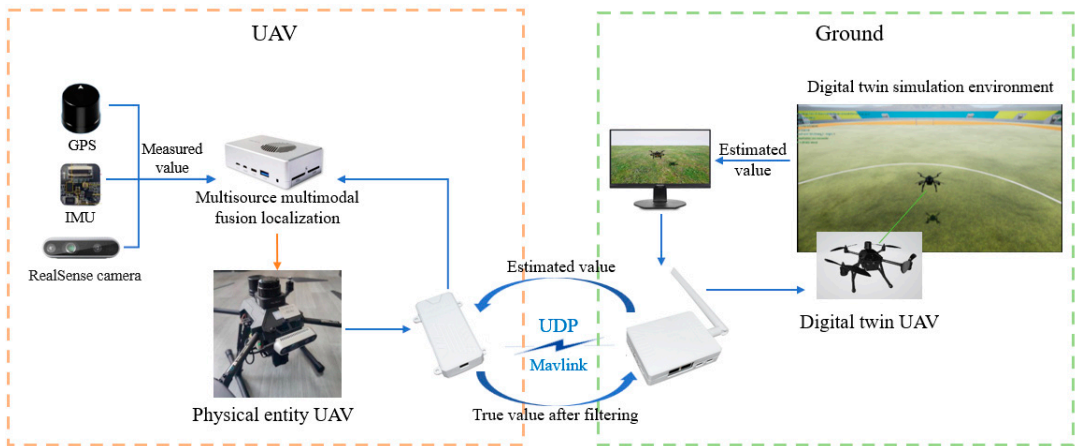 UAV
GPS
IMU
RealSense camera
Measured
value
Multisource multimodal
fusion localization
Physical entity UAV
Estimated value
UDP
Mavlink
True value after filtering
Ground
Digital twin simulation environment
Estimated
value
Digital twin UAV